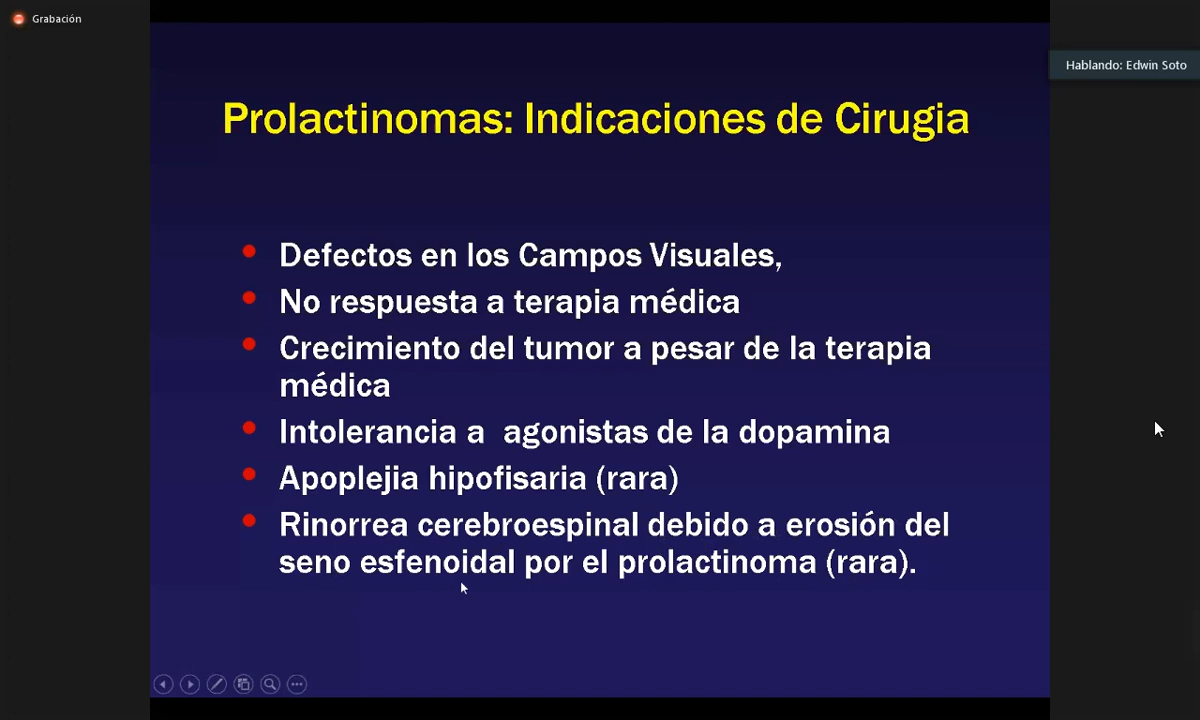 Grabación
Hablando: Edwin Soto
Prolactinomas: Indicaciones de Cirugia
• Defectos en los Campos Visuales,
• No respuesta a terapia médica
• Crecimiento del tumor a pesar de la terapia
médica
• Intolerancia a  agonistas de la dopamina
• Apoplejia hipofisaria (rara)
• Rinorrea cerebroespinal debido a erosión del
seno esfenoidal por el prolactinoma (rara).